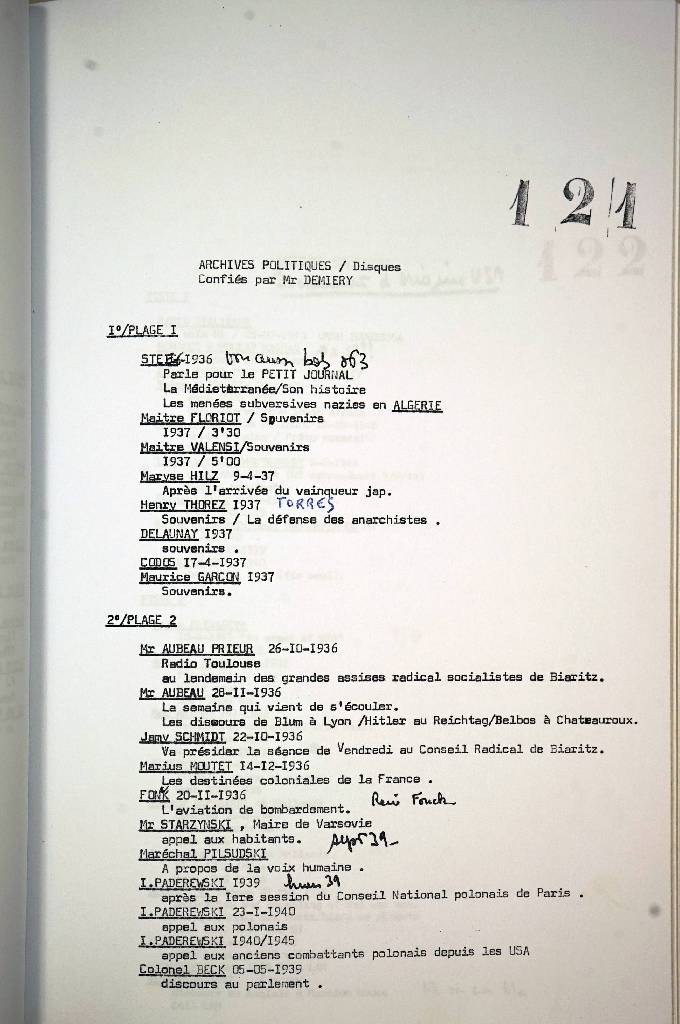 121
ARCHIVES POLITIQUES / Disques
Confiés par Mr DEMIERY
I°/PLAGE I
STEEG 1936
Parle pour le PETIT JOURNAL
La Méditerranée/Son histoire
Les menées subversives nazies en ALGERIE
Maitre FLORIOT / Souvenirs
1937 / 3'30
Maitre VALENSI/Souvenirs
1937 / 5'00
Maryse HILZ 9-4-37
Après l'arrivée du vainqueur jap.
Henry THOREZ 1937 TORRES
Souvenirs / La défense des anarchistes .
DELAUNAY 1937
souvenirs .
CODOS 17-4-1937
Maurice GARCON 1937
Souvenirs.
2°/PLAGE 2
Mr AUBEAU PRIEUR 26-10-1936
Radio Toulouse
au lendemain des grandes assises radical socialistes de Biaritz.
Mr AUBEAU 28-11-1936
La semaine qui vient de s'écouler.
Les discours de Blum à Lyon /Hitler au Reichtag/Belbos à Chateauroux.
Jamy SCHMIDT 22-10-1936
Va présider la séance de Vendredi au Conseil Radical de Biaritz.
Marius MOUTET 14-12-1936
Les destinées coloniales de la France .
FONK 20-11-1936 René Fonck
L'aviation de bombardement.
Mr STARZYNSKI , Maire de Varsovie
appel aux habitants. sept 39
Maréchal PILSUDSKI
A propos de la voix humaine .
I.PADEREWSKI 1939 39
après la Iere session du Conseil National polonais de Paris .
I.PADEREWSKI 23-I-1940
appel aux polonais
I.PADEREWSKI 1940/1945
appel aux anciens combattants polonais depuis les USA
Colonel BECK 05-05-1939
discours au parlement .